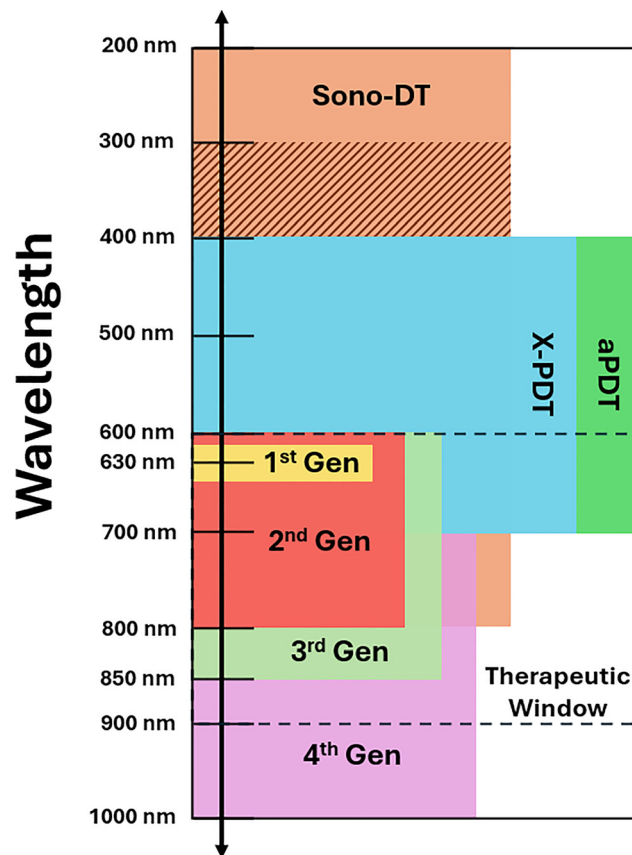 Wavelength
200 nm
Sono-DT
300 nm
400 nm
500 nm
X-PDT
aPDT
600 nm
630 nm
1st Gen
700 nm
2nd Gen
800 nm
3rd Gen
850 nm
Therapeutic
Window
900 nm
4th Gen
1000 nm